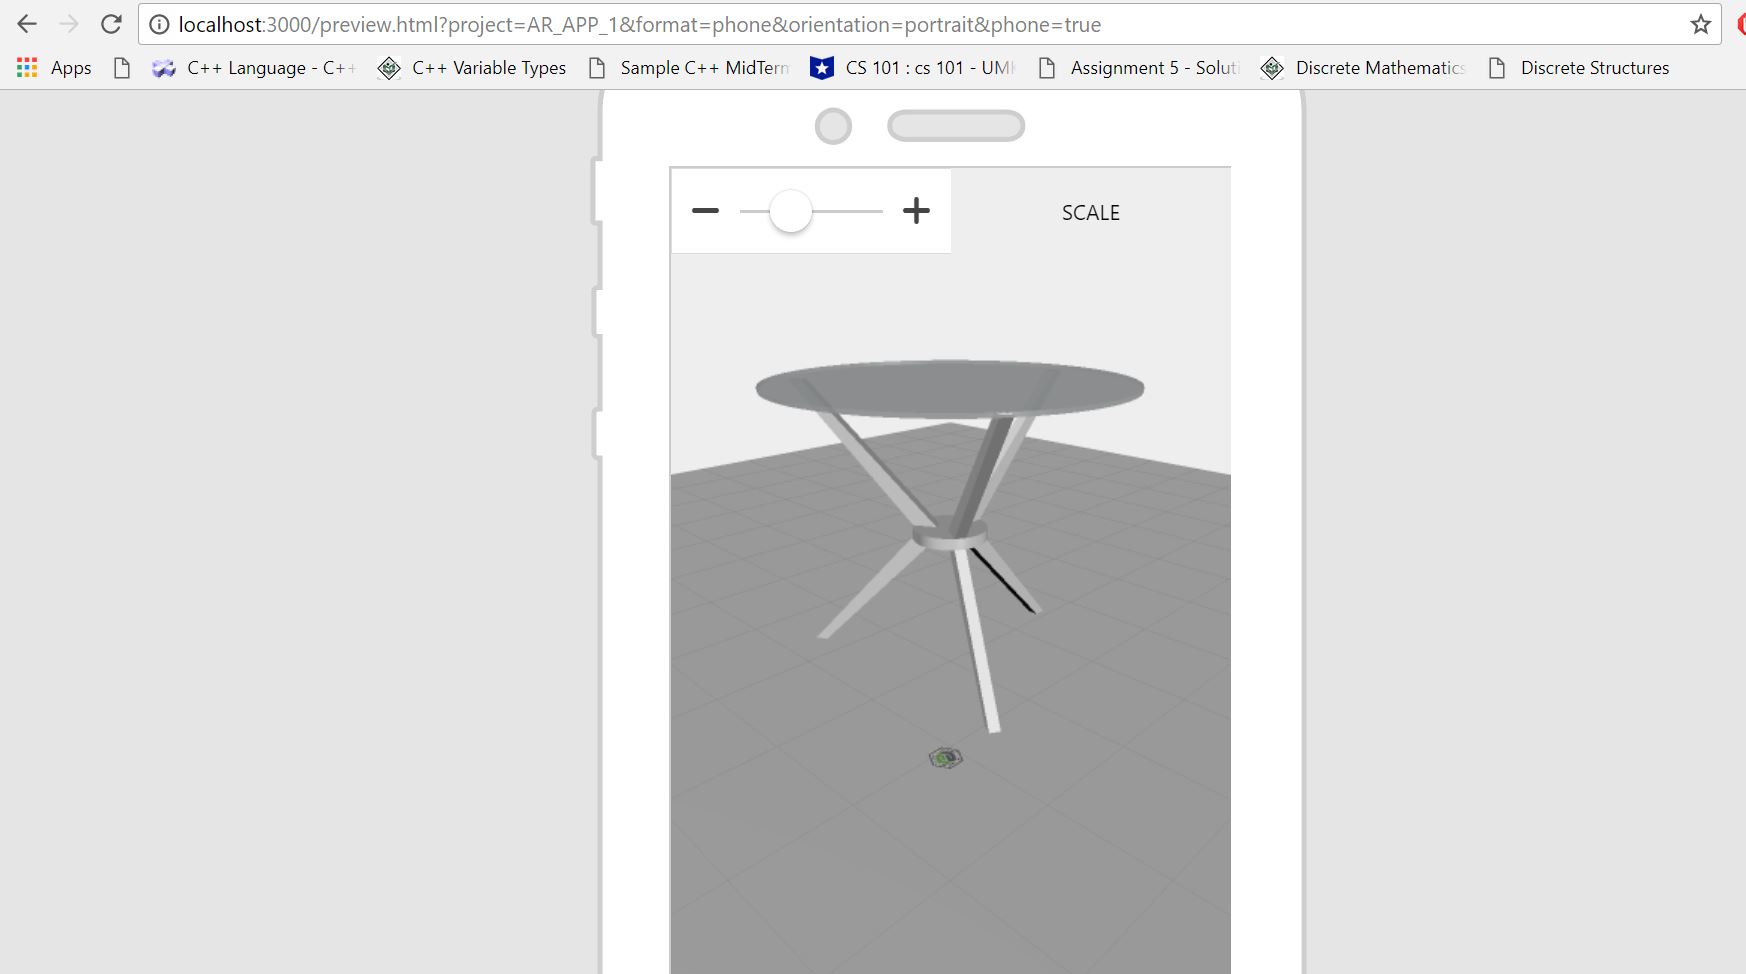 localhost:3000/preview.html?project=AR_APP_1&format=phone&orientation=portrait&phone=true
Apps C++ Language - C++ C++ Variable Types Sample C++ MidTerm CS 101 : cs 101 - UMK Assignment 5 - Soluti Discrete Mathematics Discrete Structures
SCALE